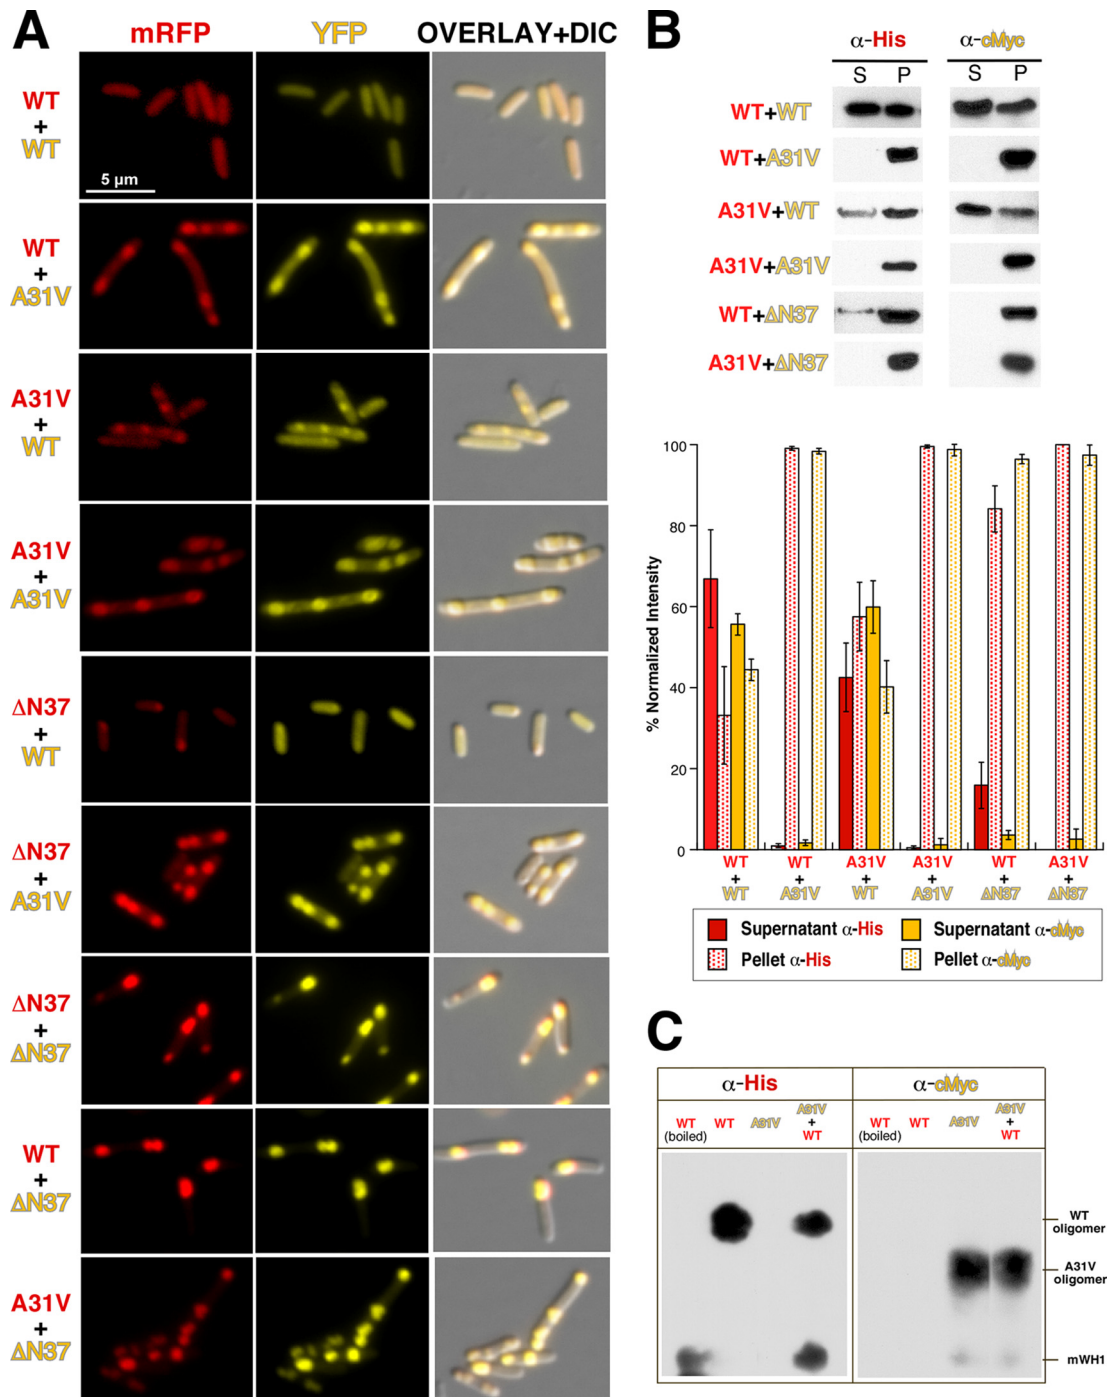 A
mRFP YFP OVERLAY+DIC
WT
+
WT
5 µm
WT
+
A31V
A31V
+
WT
A31V
+
A31V
ΔN37
+
WT
ΔN37
+
A31V
ΔN37
+
ΔN37
WT
+
ΔN37
A31V
+
ΔN37
B
α-His α-cMyc
S P S P
WT+WT
WT+A31V
A31V+WT
A31V+A31V
WT+ΔN37
A31V+ΔN37
% Normalized Intensity
100
80
60
40
20
0
WT WT A31V A31V WT A31V
+ + + + + +
WT A31V WT A31V ΔN37 ΔN37
Supernatant α-His Supernatant α-cMyc
Pellet α-His Pellet α-cMyc
C
α-His α-cMyc
WT (boiled) WT A31V A31V + WT WT (boiled) WT A31V A31V + WT
WT
oligomer
A31V
oligomer
mWH1